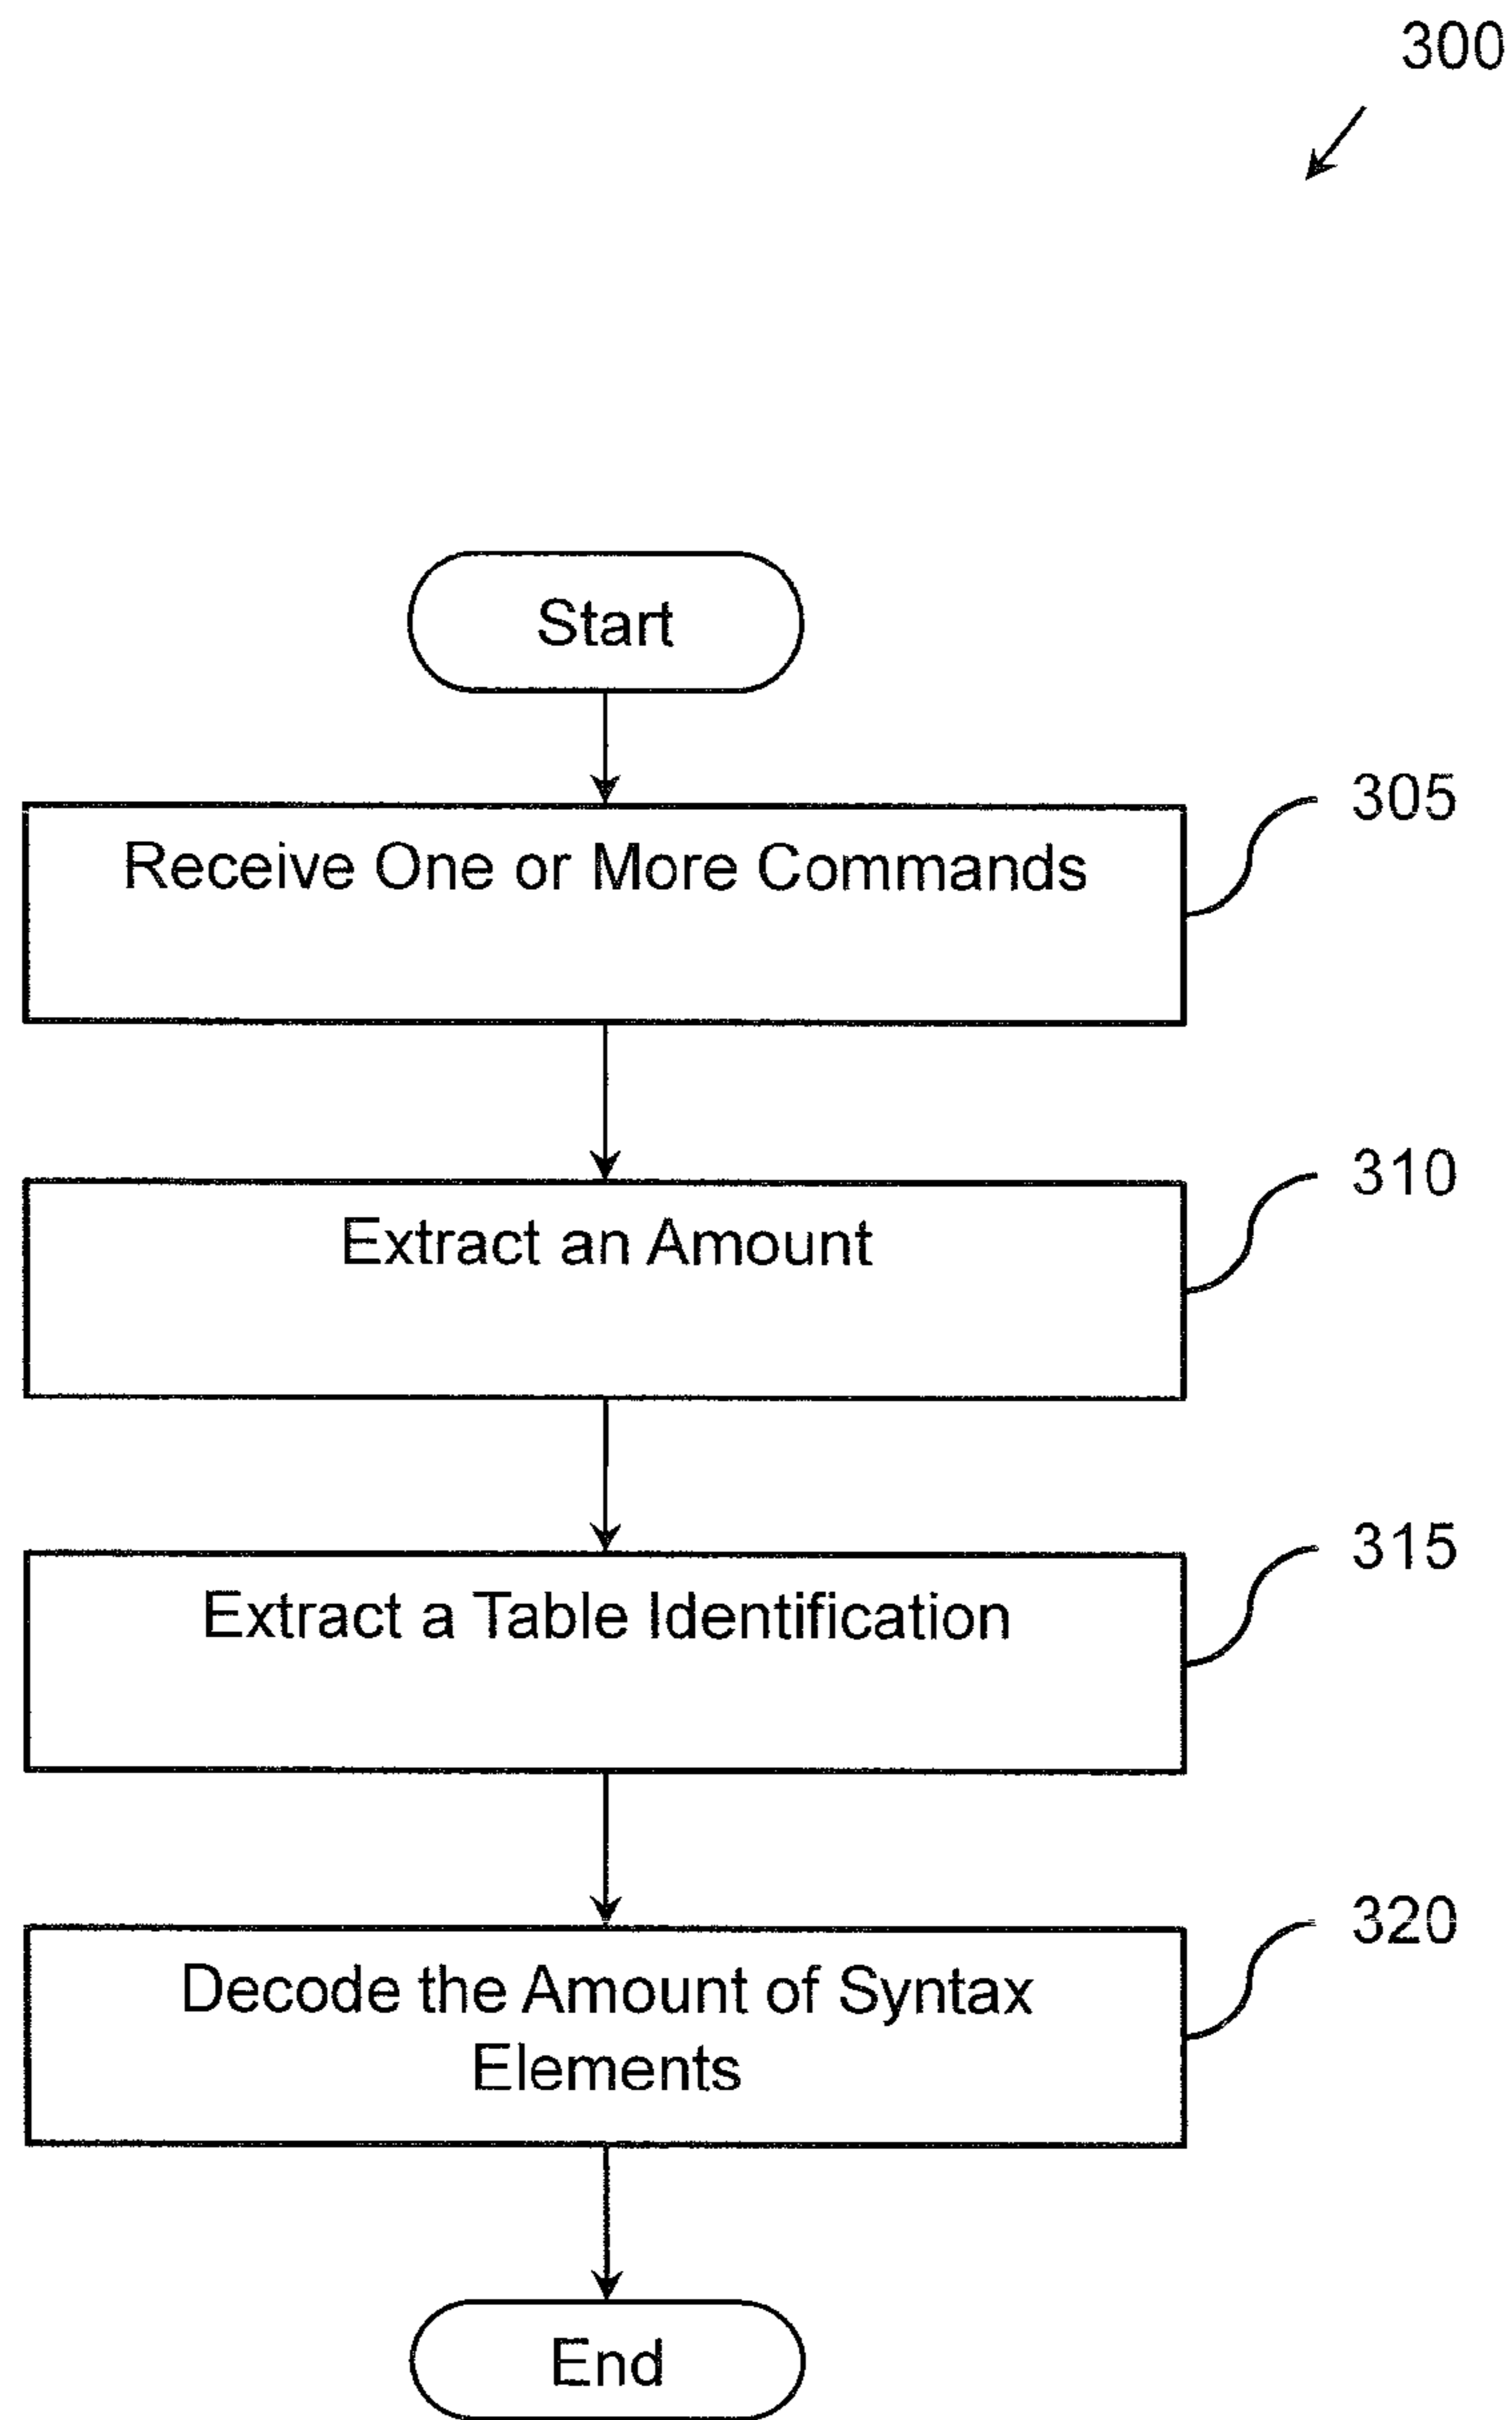 300
Start
305
Receive One or More Commands
310
Extract an Amount
315
Extract a Table Identification
320
Decode the Amount of Syntax
Elements
End